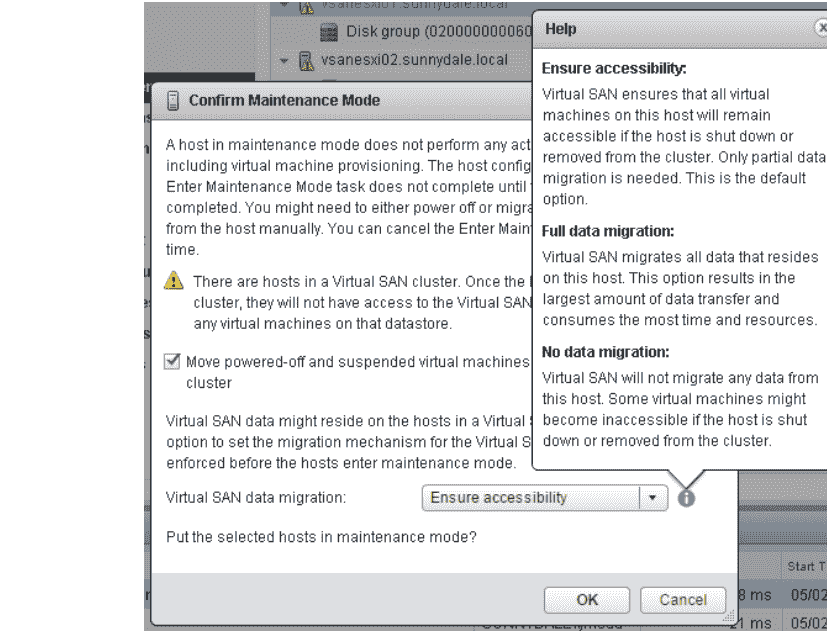 vsanesxi01.sunnydale.local
Disk group (020000000060
vsanesxi02.sunnydale.local
Confirm Maintenance Mode
A host in maintenance mode does not perform any act
including virtual machine provisioning. The host config
Enter Maintenance Mode task does not complete until
completed. You might need to either power off or migra
from the host manually. You can cancel the Enter Main
time.
There are hosts in a Virtual SAN cluster. Once the
cluster, they will not have access to the Virtual SAN
any virtual machines on that datastore.
Move powered-off and suspended virtual machines
cluster
Virtual SAN data might reside on the hosts in a Virtual
option to set the migration mechanism for the Virtual S
enforced before the hosts enter maintenance mode.
Virtual SAN data migration:
Ensure accessibility
Put the selected hosts in maintenance mode?
OK
Cancel
Help
Ensure accessibility:
Virtual SAN ensures that all virtual
machines on this host will remain
accessible if the host is shut down or
removed from the cluster. Only partial data
migration is needed. This is the default
option.
Full data migration:
Virtual SAN migrates all data that resides
on this host. This option results in the
largest amount of data transfer and
consumes the most time and resources.
No data migration:
Virtual SAN will not migrate any data from
this host. Some virtual machines might
become inaccessible if the host is shut
down or removed from the cluster.
Start T
8 ms 05/02
21 ms 05/02